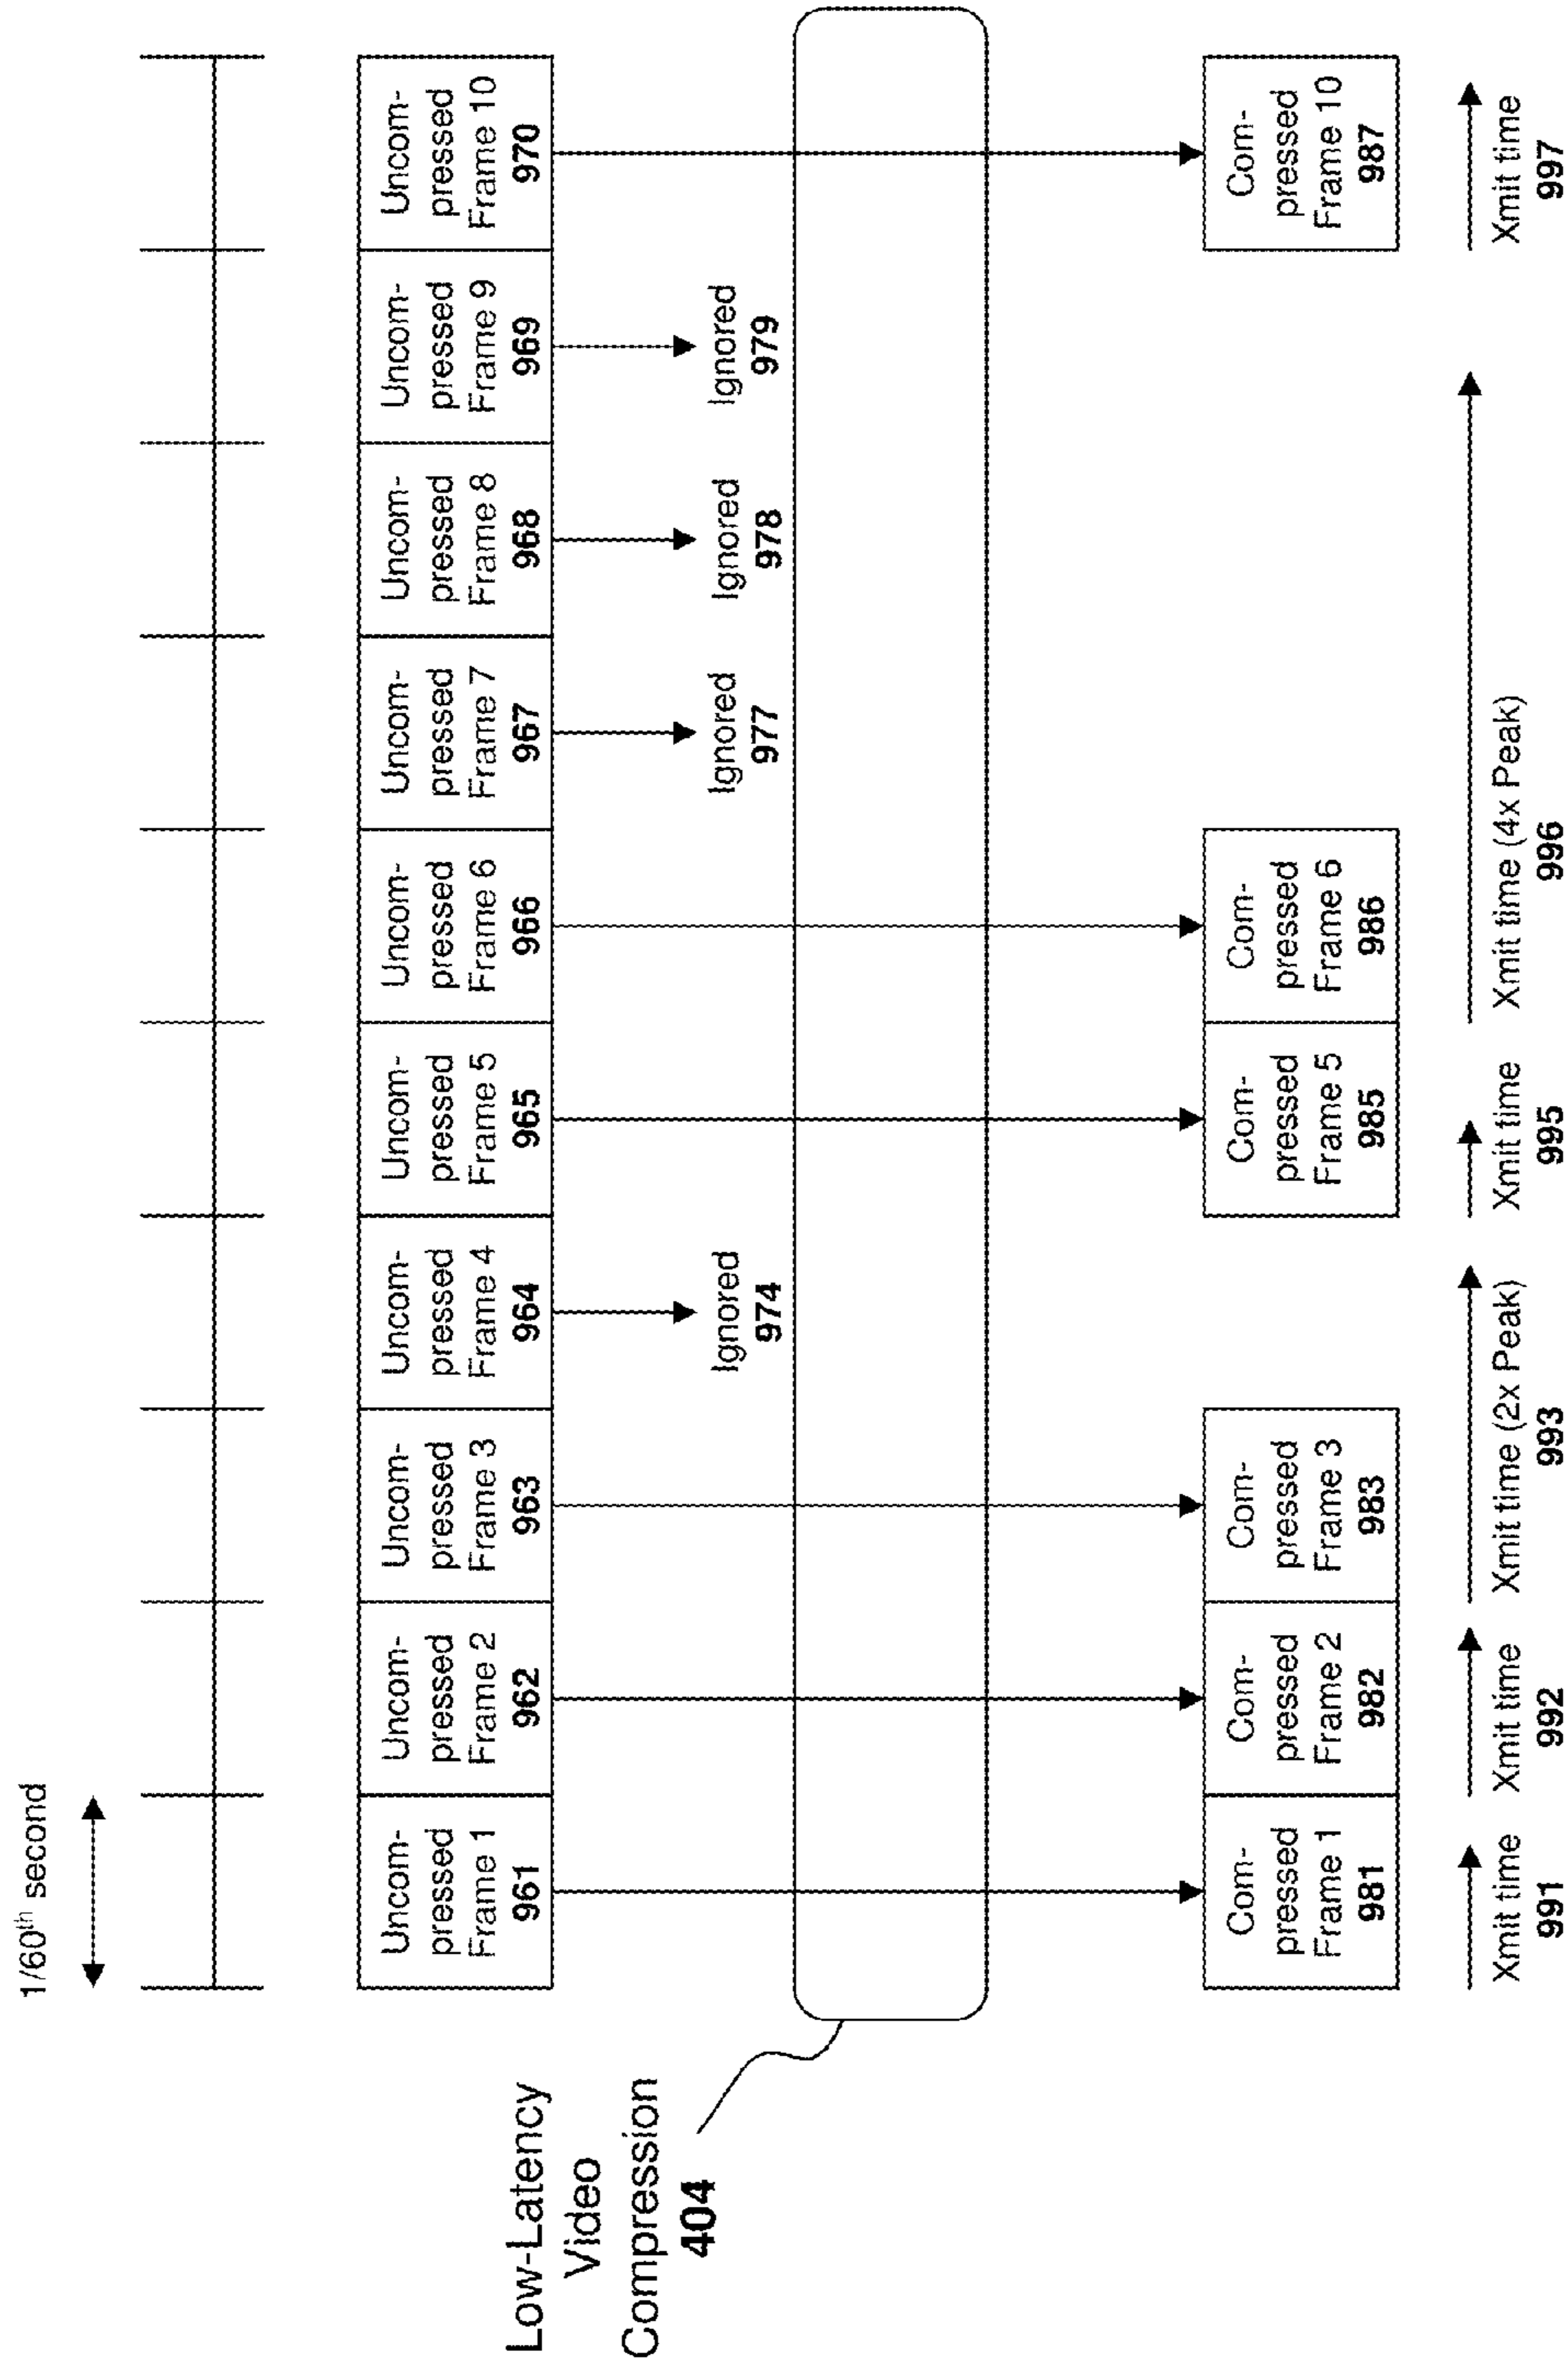 1/60th second
Uncom-
pressed
Frame 1
961
Uncom-
pressed
Frame 2
962
Uncom-
pressed
Frame 3
963
Uncom-
pressed
Frame 4
964
Uncom-
pressed
Frame 5
965
Uncom-
pressed
Frame 6
966
Uncom-
pressed
Frame 7
967
Uncom-
pressed
Frame 8
968
Uncom-
pressed
Frame 9
969
Uncom-
pressed
Frame 10
970
Ignored
974
Ignored
977
Ignored
978
Ignored
979
Low-Latency
Video
Compression
404
Com-
pressed
Frame 1
981
Com-
pressed
Frame 2
982
Com-
pressed
Frame 3
983
Com-
pressed
Frame 5
985
Com-
pressed
Frame 6
986
Com-
pressed
Frame 10
987
Xmit time
991
Xmit time
992
Xmit time (2x Peak)
993
Xmit time
995
Xmit time (4x Peak)
996
Xmit time
997